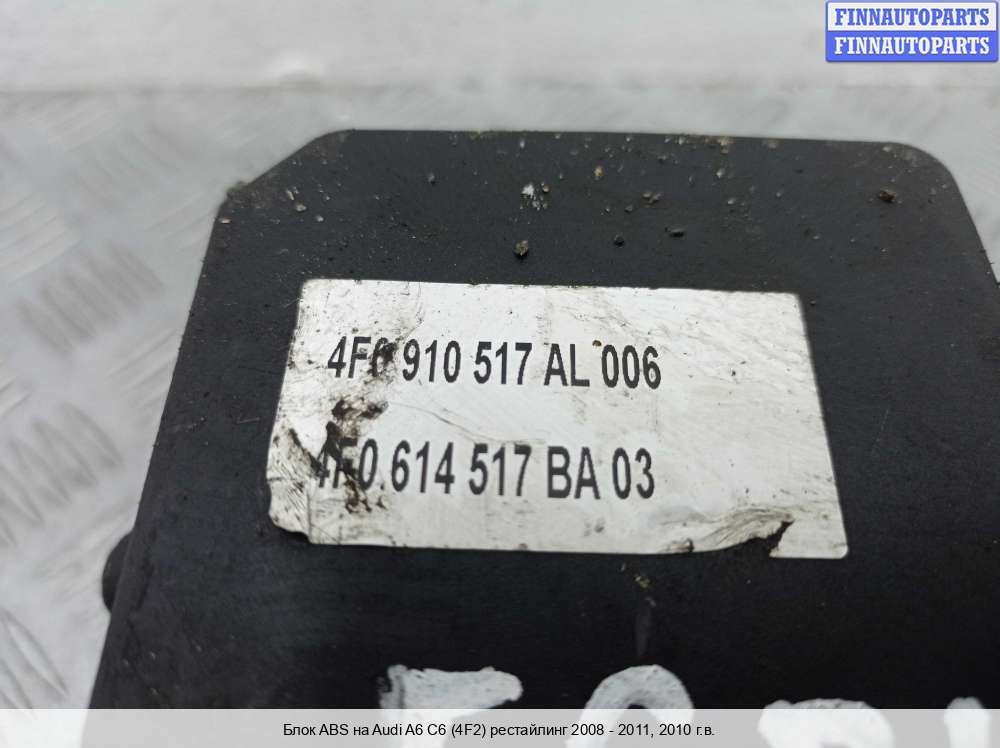 FINNAUTOPARTS
FINNAUTOPARTS
4F0 910 517 AL 006
4F0.614 517 BA 03
Блок ABS на Audi A6 C6 (4F2) рестайлинг 2008 - 2011, 2010 г.в.